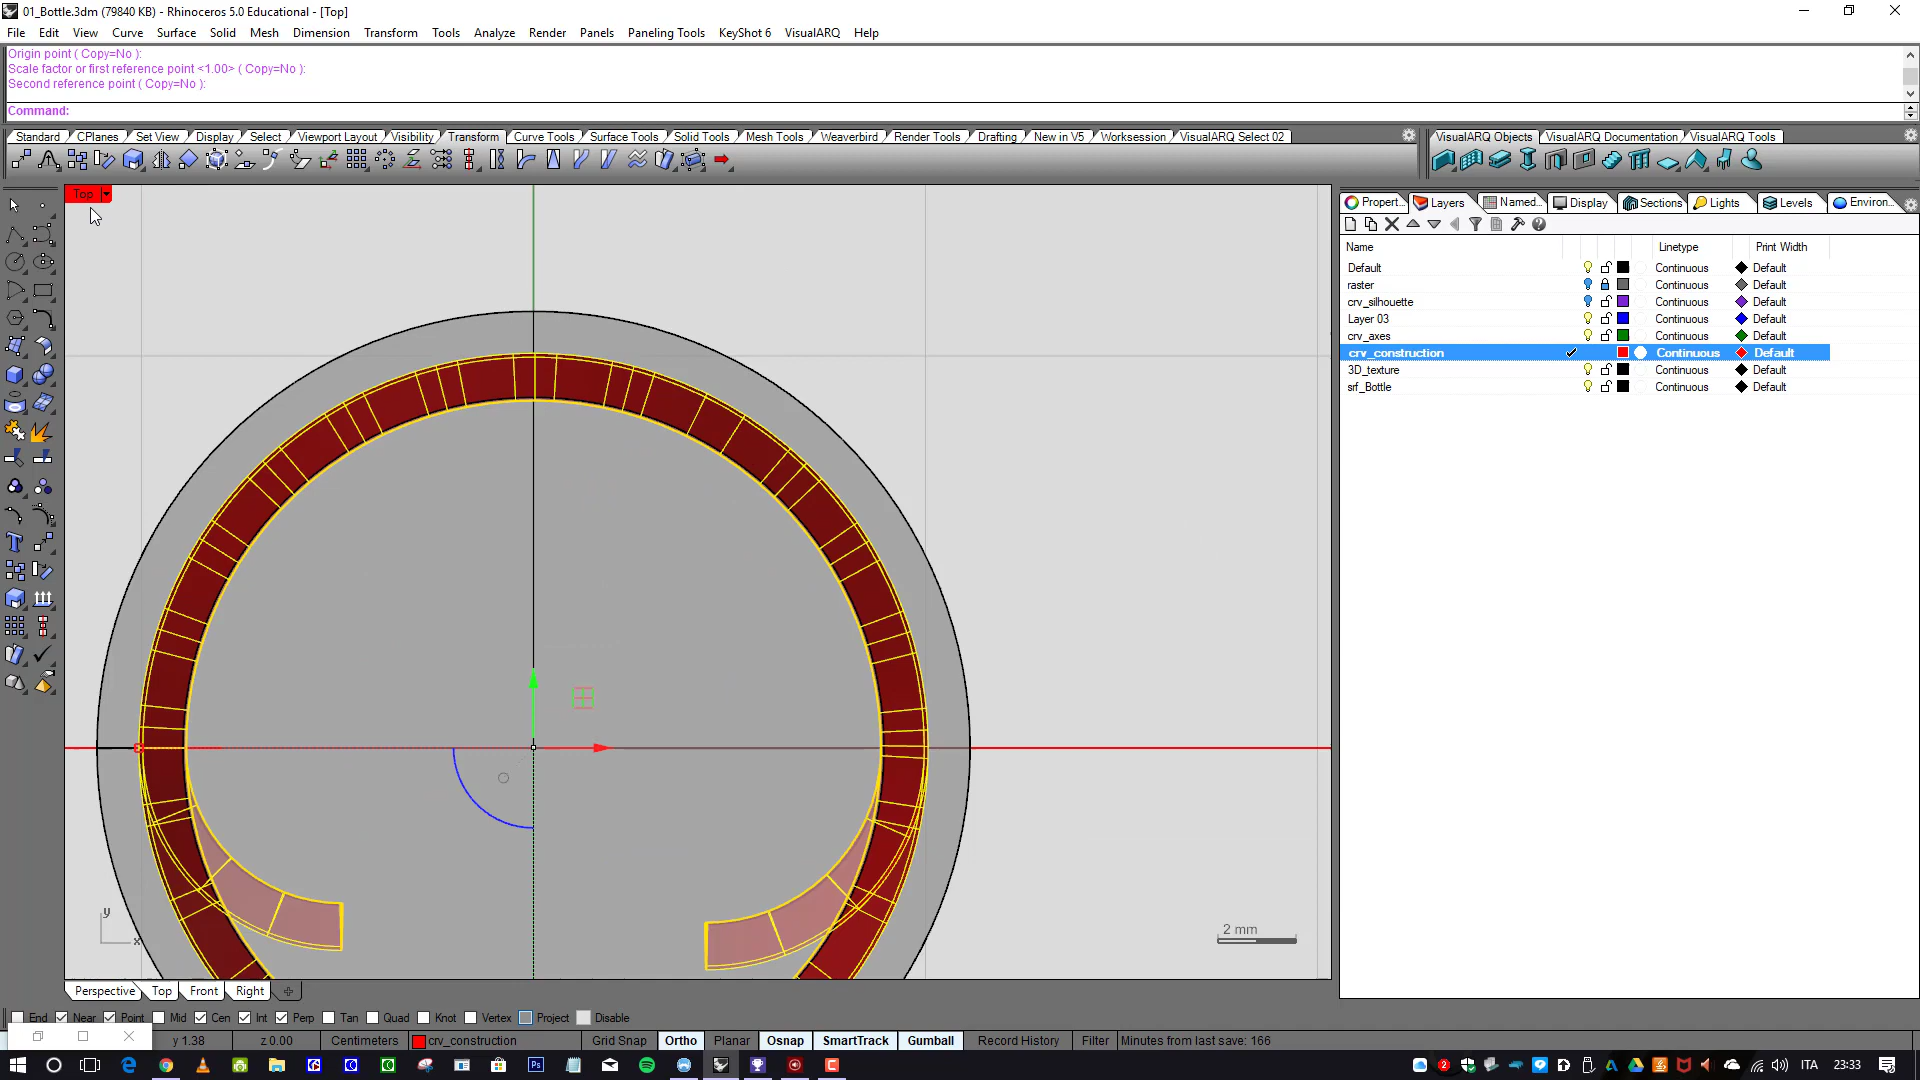 01_Bottle.3dm (79840 KB) - Rhinoceros 5.0 Educational - [Top]
File Edit View Curve Surface Solid Mesh Dimension Transform Tools Analyze Render Panels Paneling Tools KeyShot 6 VisualARQ Help
Origin point ( Copy=No ):
Scale factor or first reference point <1.00> ( Copy=No ):
Second reference point ( Copy=No ):
Command:
Standard CPlanes Set View Display Select Viewport Layout Visibility Transform Curve Tools Surface Tools Solid Tools Mesh Tools Weaverbird Render Tools Drafting New in V5 Worksession VisualARQ Select 02
VisualARQ Objects VisualARQ Documentation VisualARQ Tools
Top
Propert... Layers Named... Display Sections Lights Levels Environ...
Name Linetype Print Width
Default Continuous Default
raster Continuous Default
crv_silhouette Continuous Default
Layer 03 Continuous Default
crv_axes Continuous Default
crv_construction Continuous Default
3D_texture Continuous Default
srf_Bottle Continuous Default
y
x
2 mm
Perspective Top Front Right
End Near Point Mid Cen Int Perp Tan Quad Knot Vertex Project Disable
y 1.38 z 0.00 Centimeters crv_construction Grid Snap Ortho Planar Osnap SmartTrack Gumball Record History Filter Minutes from last save: 166
ITA 23:33